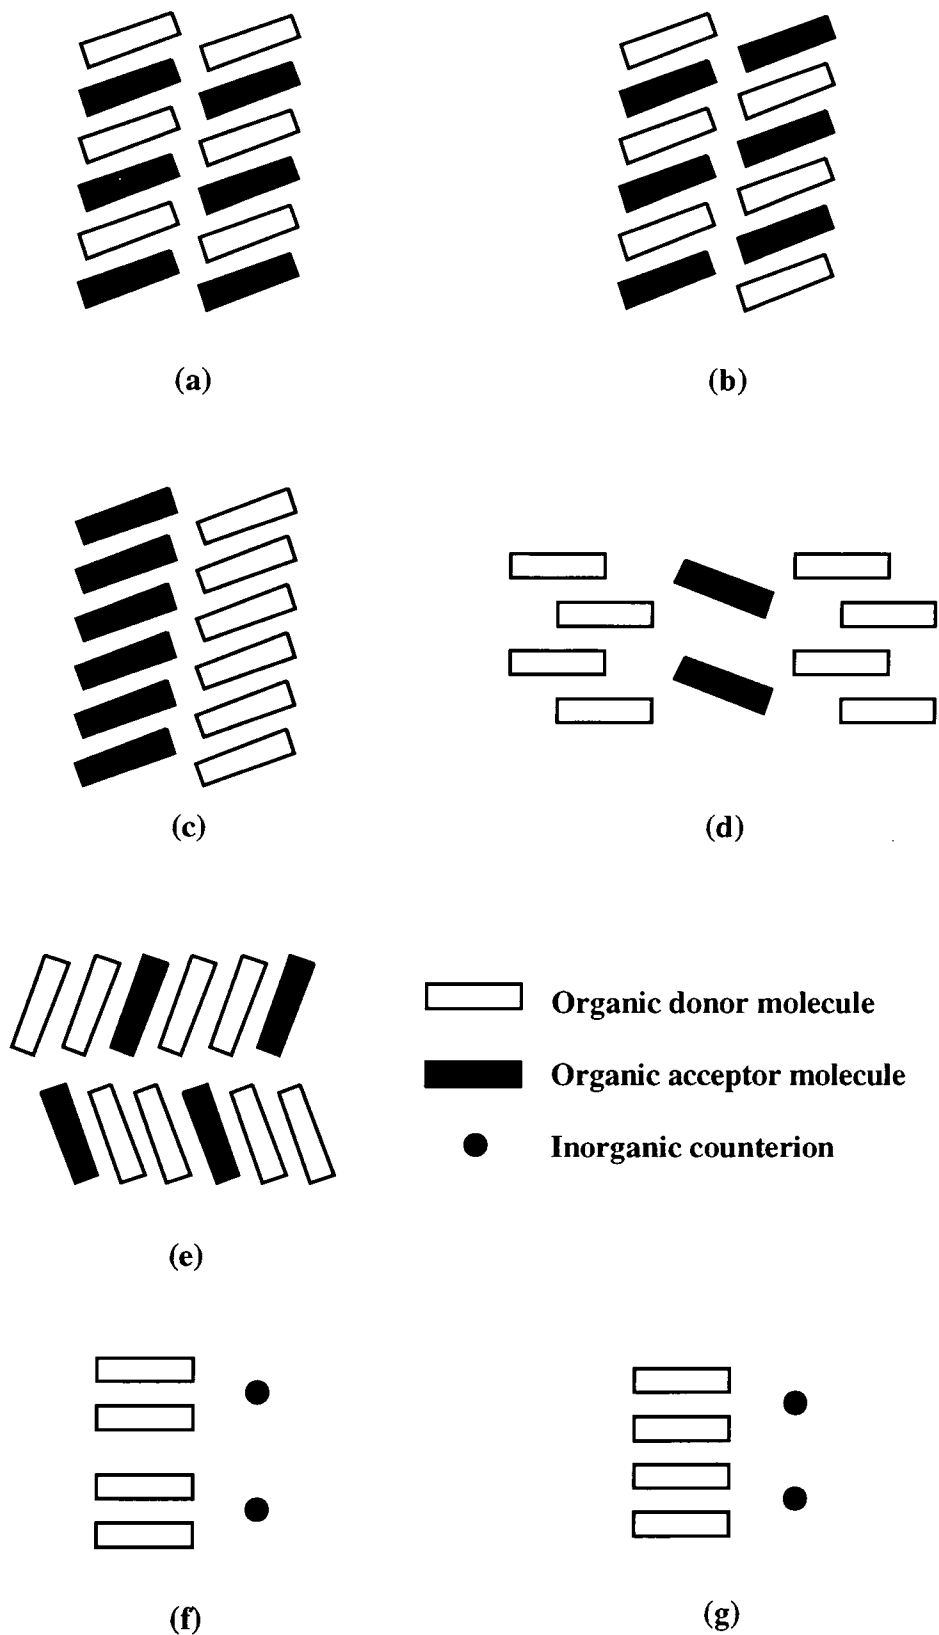 (a)
(b)
(c)
(d)
Organic donor molecule
Organic acceptor molecule
Inorganic counterion
(e)
(f)
(g)